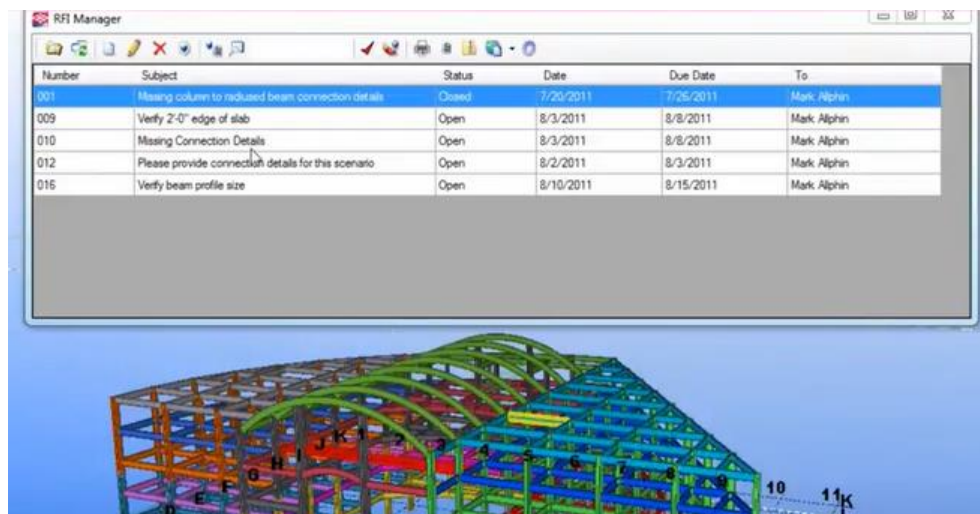 RFI Manager
Number Subject Status Date Due Date To
001 Missing column to radiused beam connection details Closed 7/20/2011 7/26/2011 Mark Allphin
009 Verify 2'-0" edge of slab Open 8/3/2011 8/8/2011 Mark Allphin
010 Missing Connection Details Open 8/3/2011 8/8/2011 Mark Allphin
012 Please provide connection details for this scenario Open 8/2/2011 8/3/2011 Mark Allphin
016 Verify beam profile size Open 8/10/2011 8/15/2011 Mark Allphin
J K 1 2 3
H I 4
G 5 6 7 8 9 10 11 K
F
E
D